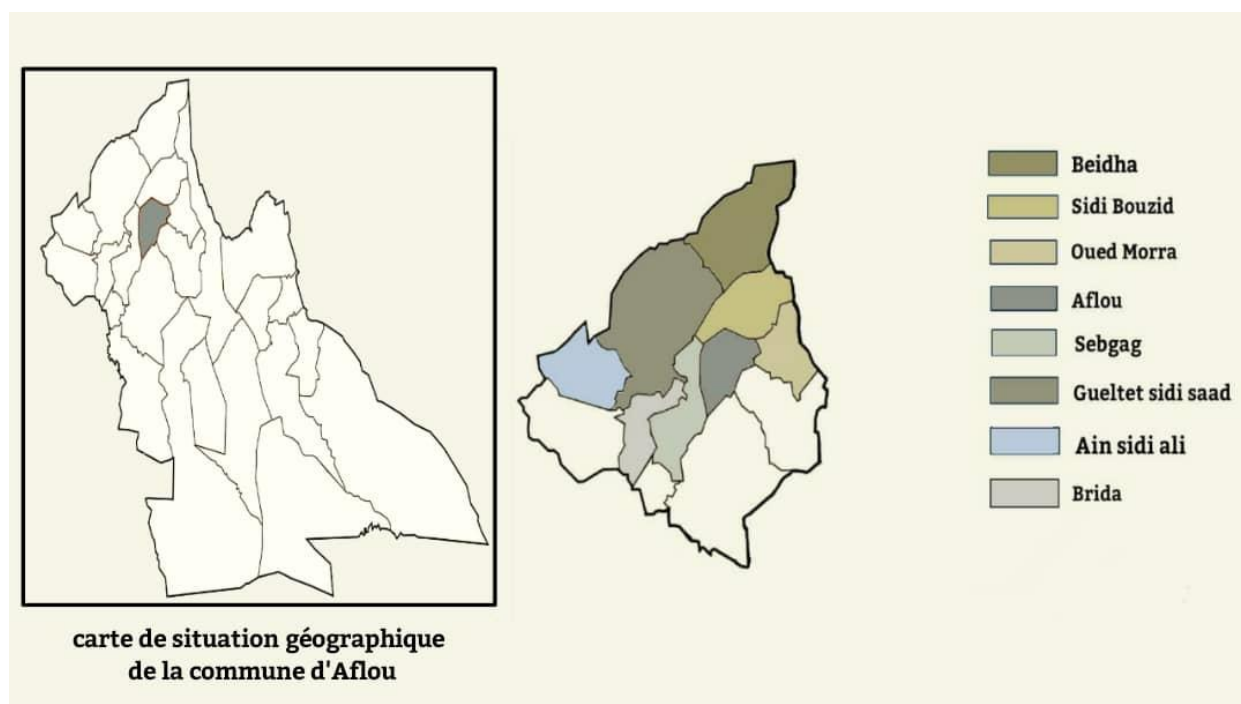 Beidha
Sidi Bouzid
Oued Morra
Aflou
Sebgag
Gueltet sidi saad
Ain sidi ali
Brida
carte de situation géographique
de la commune d'Aflou